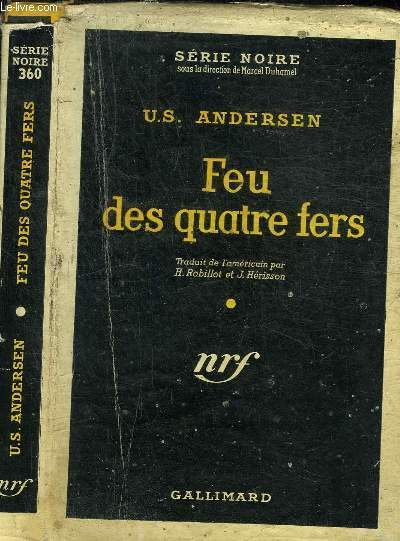 www.le-livre.com
SÉRIE NOIRE
sous la direction de Marcel Duhamel
U.S. ANDERSEN
Feu
des quatre fers
Traduit de l'américain par
H. Robillot et J. Hérisson
nrf
GALLIMARD
SÉRIE
NOIRE
360
FEU DES QUATRE FERS
U.S. ANDERSEN
nrf